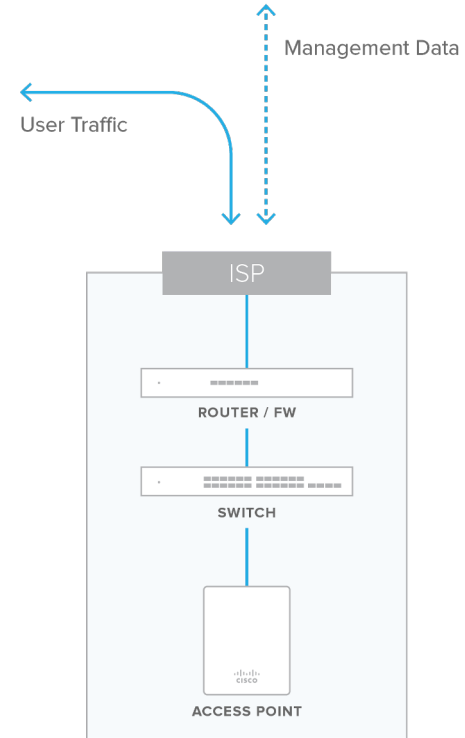 Management Data
User Traffic
ISP
ROUTER / FW
SWITCH
CISCO
ACCESS POINT